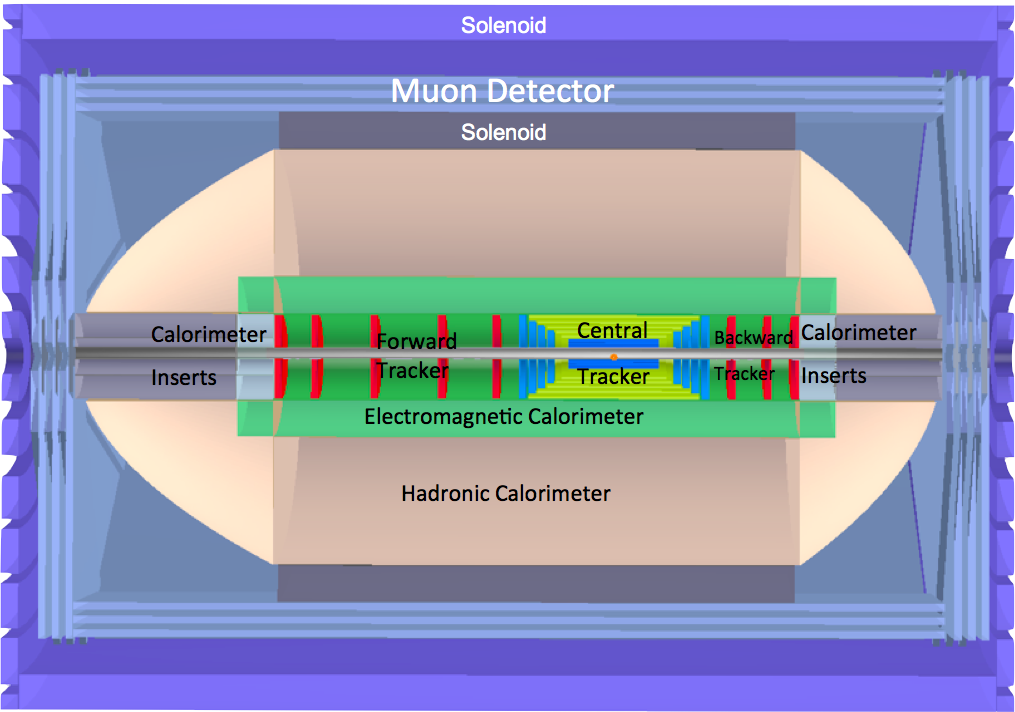 Solenoid
Muon Detector
Solenoid
Calorimeter
Inserts
Forward
Tracker
Central
Tracker
Backward
Tracker
Calorimeter
Inserts
Electromagnetic Calorimeter
Hadronic Calorimeter